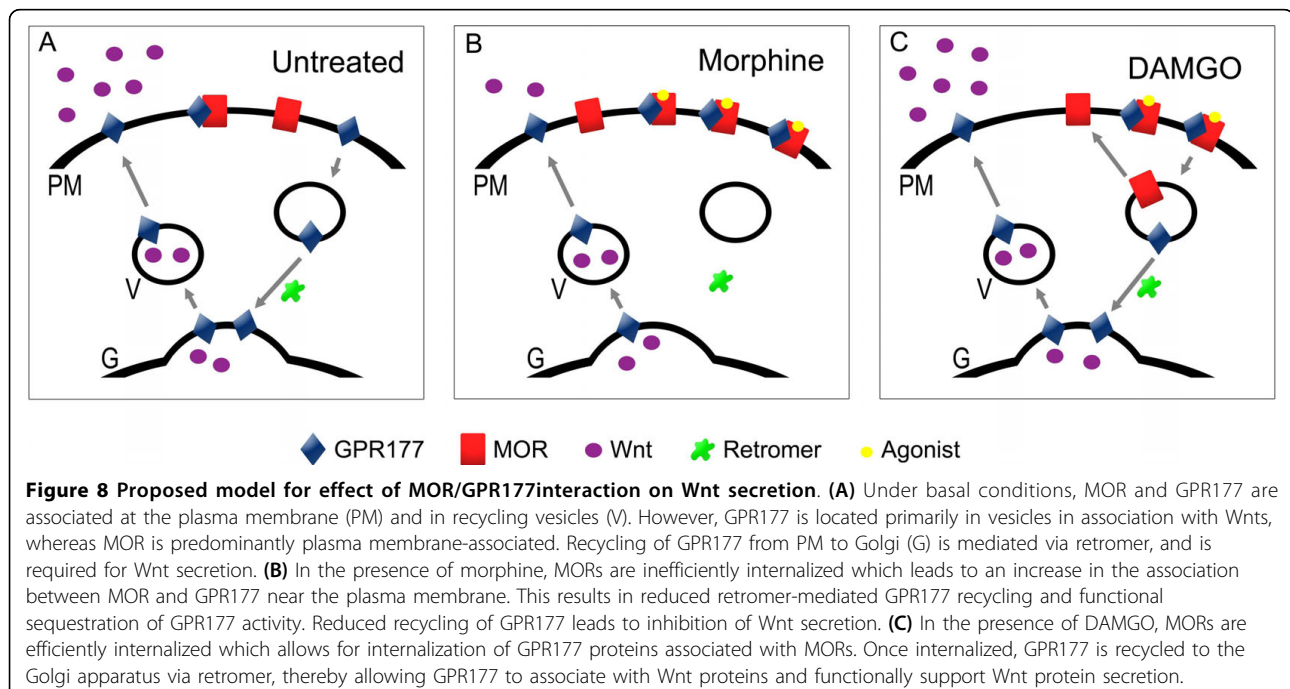 A
Untreated
PM
V
G
B
Morphine
PM
V
G
C
DAMGO
PM
V
G
GPR177 MOR Wnt Retromer Agonist
Figure 8 Proposed model for effect of MOR/GPR177interaction on Wnt secretion. (A) Under basal conditions, MOR and GPR177 are
associated at the plasma membrane (PM) and in recycling vesicles (V). However, GPR177 is located primarily in vesicles in association with Wnts,
whereas MOR is predominantly plasma membrane-associated. Recycling of GPR177 from PM to Golgi (G) is mediated via retromer, and is
required for Wnt secretion. (B) In the presence of morphine, MORs are inefficiently internalized which leads to an increase in the association
between MOR and GPR177 near the plasma membrane. This results in reduced retromer-mediated GPR177 recycling and functional
sequestration of GPR177 activity. Reduced recycling of GPR177 leads to inhibition of Wnt secretion. (C) In the presence of DAMGO, MORs are
efficiently internalized which allows for internalization of GPR177 proteins associated with MORs. Once internalized, GPR177 is recycled to the
Golgi apparatus via retromer, thereby allowing GPR177 to associate with Wnt proteins and functionally support Wnt protein secretion.